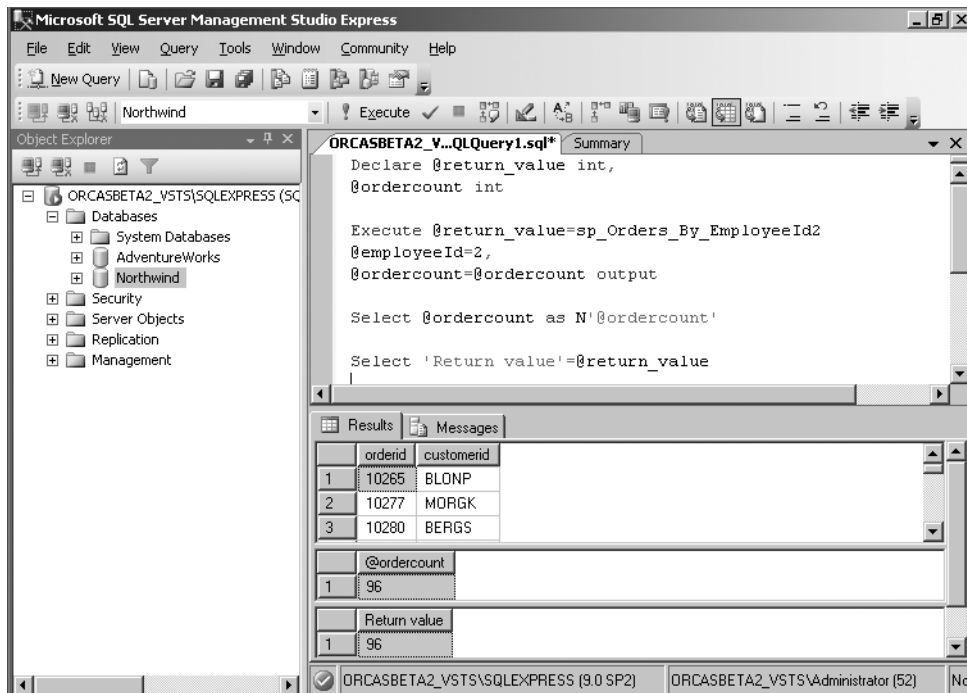 Microsoft SQL Server Management Studio Express
File Edit View Query Tools Window Community Help
New Query
Northwind Execute
Object Explorer
ORCASBETA2_V...QLQuery1.sql* Summary
ORCASBETA2_VSTS\SQLEXPRESS (SQ
Databases
System Databases
AdventureWorks
Northwind
Security
Server Objects
Replication
Management
Declare @return_value int,
@ordercount int
Execute @return_value=sp_Orders_By_EmployeeId2
@employeeId=2,
@ordercount=@ordercount output
Select @ordercount as N'@ordercount'
Select 'Return value'=@return_value
Results Messages
orderid customerid
1 10265 BLONP
2 10277 MORGK
3 10280 BERGS
@ordercount
1 96
Return value
1 96
ORCASBETA2_VSTS\SQLEXPRESS (9.0 SP2) ORCASBETA2_VSTS\Administrator (52) No